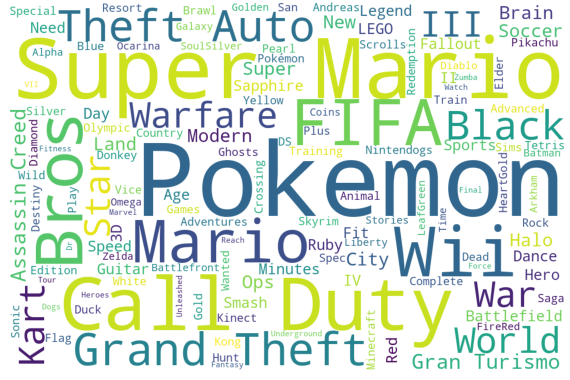 Special
Resort
Brawl
Golden
San
Andreas
Legend
III
Brain
Need
Theft
Auto
New
LEGO
Soccer
Galaxy
Alpha
Blue
Ocarina
SoulSilver
Pearl
Pokémon
Scrolls
Fallout
Pikachu
Super
Redemption
Diablo
II
Zumba
Elder
VII
Super Mario
Sapphire
Watch
Yellow
Train
Advanced
Silver
Day
Warfare
Coins
FIFA
Black
Olympic
Country
Plus
Assassin Creed
Diamond
Fitness
Bros
Land
Modern
DS
Sports
Sims
Tetris
Donkey
Ghosts
Training
Nintendogs
Batman
Wild
Star
Vice
Age
Crossing
Pokemon
HeartGold
Final
Arkham
Destiny
Play
Omega
Games
Animal
LeafGreen
Time
Marvel
Adventures
Skyrim
Stories
Rock
Dr
3D
Mario
Ruby
Fit
Liberty
Wii
Halo
Speed
Zelda
Reach
Spec
City
Dead
Dance
Edition
Guitar
Battlefront
Wanted
Minutes
Complete
Force
Hero
Tour
White
Call Duty
Ops
IV
War
Saga
Sonic
Kart
Dogs
Heroes
Unleashed
Gold
Smash
Battlefield
Duck
Kinect
Minecraft
Red
FireRed
World
Flag
Grand Theft
Kong
Underground
Hunt
Fantasy
Gran Turismo